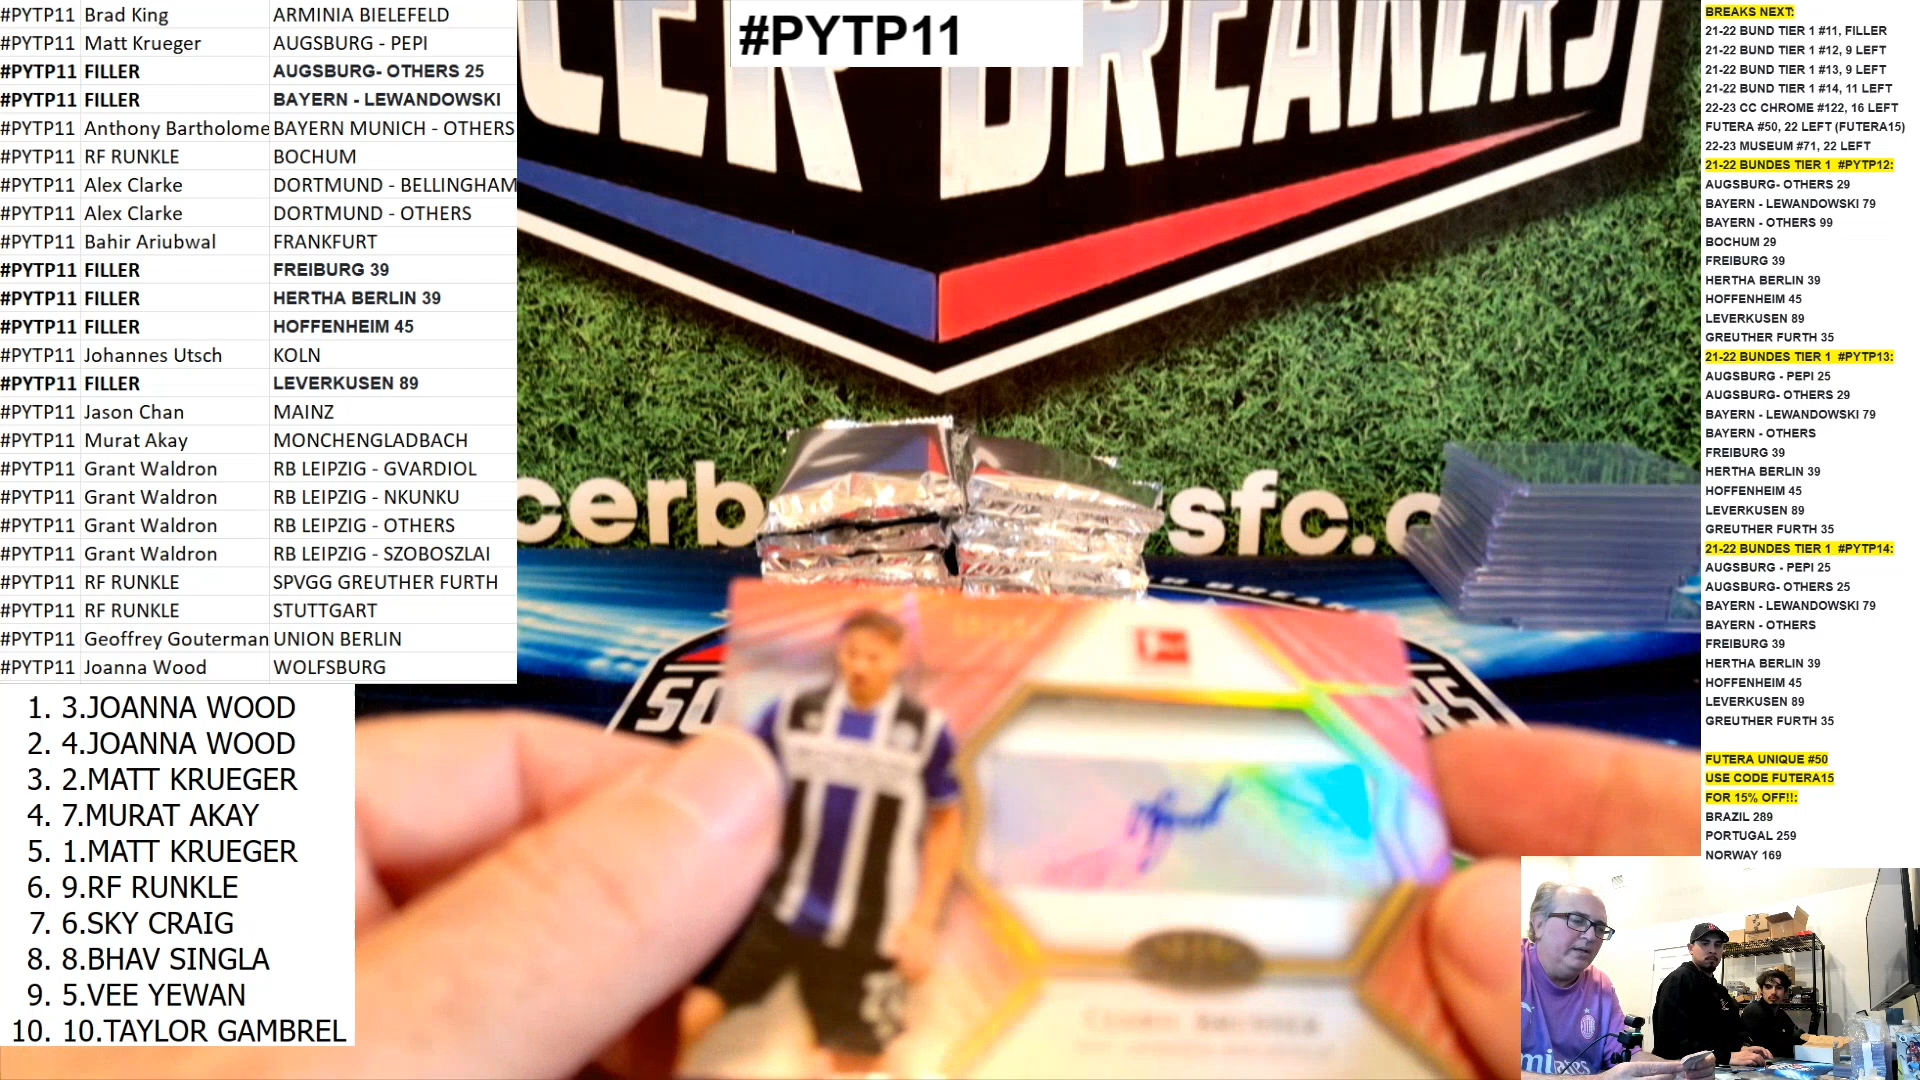 #PYTP11 Brad King ARMINIA BIELEFELD
#PYTP11 Matt Krueger AUGSBURG - PEPI
#PYTP11 FILLER AUGSBURG- OTHERS 25
#PYTP11 FILLER BAYERN - LEWANDOWSKI
#PYTP11 Anthony Bartholome BAYERN MUNICH - OTHERS
#PYTP11 RF RUNKLE BOCHUM
#PYTP11 Alex Clarke DORTMUND - BELLINGHAM
#PYTP11 Alex Clarke DORTMUND - OTHERS
#PYTP11 Bahir Ariubwal FRANKFURT
#PYTP11 FILLER FREIBURG 39
#PYTP11 FILLER HERTHA BERLIN 39
#PYTP11 FILLER HOFFENHEIM 45
#PYTP11 Johannes Utsch KOLN
#PYTP11 FILLER LEVERKUSEN 89
#PYTP11 Jason Chan MAINZ
#PYTP11 Murat Akay MONCHENGLADBACH
#PYTP11 Grant Waldron RB LEIPZIG - GVARDIOL
#PYTP11 Grant Waldron RB LEIPZIG - NKUNKU
#PYTP11 Grant Waldron RB LEIPZIG - OTHERS
#PYTP11 Grant Waldron RB LEIPZIG - SZOBOSZLAI
#PYTP11 RF RUNKLE SPVGG GREUTHER FURTH
#PYTP11 RF RUNKLE STUTTGART
#PYTP11 Geoffrey Gouterman UNION BERLIN
#PYTP11 Joanna Wood WOLFSBURG
1. 3.JOANNA WOOD
2. 4.JOANNA WOOD
3. 2.MATT KRUEGER
4. 7.MURAT AKAY
5. 1.MATT KRUEGER
6. 9.RF RUNKLE
7. 6.SKY CRAIG
8. 8.BHAV SINGLA
9. 5.VEE YEWAN
10. 10.TAYLOR GAMBREL
#PYTP11
CER BREAKERS
cerb sfc.c
SO RS
BREAKS NEXT:
21-22 BUND TIER 1 #11, FILLER
21-22 BUND TIER 1 #12, 9 LEFT
21-22 BUND TIER 1 #13, 9 LEFT
21-22 BUND TIER 1 #14, 11 LEFT
22-23 CC CHROME #122, 16 LEFT
FUTERA #50, 22 LEFT (FUTERA15)
22-23 MUSEUM #71, 22 LEFT
21-22 BUNDES TIER 1 #PYTP12:
AUGSBURG- OTHERS 29
BAYERN - LEWANDOWSKI 79
BAYERN - OTHERS 99
BOCHUM 29
FREIBURG 39
HERTHA BERLIN 39
HOFFENHEIM 45
LEVERKUSEN 89
GREUTHER FURTH 35
21-22 BUNDES TIER 1 #PYTP13:
AUGSBURG - PEPI 25
AUGSBURG- OTHERS 29
BAYERN - LEWANDOWSKI 79
BAYERN - OTHERS
FREIBURG 39
HERTHA BERLIN 39
HOFFENHEIM 45
LEVERKUSEN 89
GREUTHER FURTH 35
21-22 BUNDES TIER 1 #PYTP14:
AUGSBURG - PEPI 25
AUGSBURG- OTHERS 25
BAYERN - LEWANDOWSKI 79
BAYERN - OTHERS
FREIBURG 39
HERTHA BERLIN 39
HOFFENHEIM 45
LEVERKUSEN 89
GREUTHER FURTH 35
FUTERA UNIQUE #50
USE CODE FUTERA15
FOR 15% OFF!!:
BRAZIL 289
PORTUGAL 259
NORWAY 169